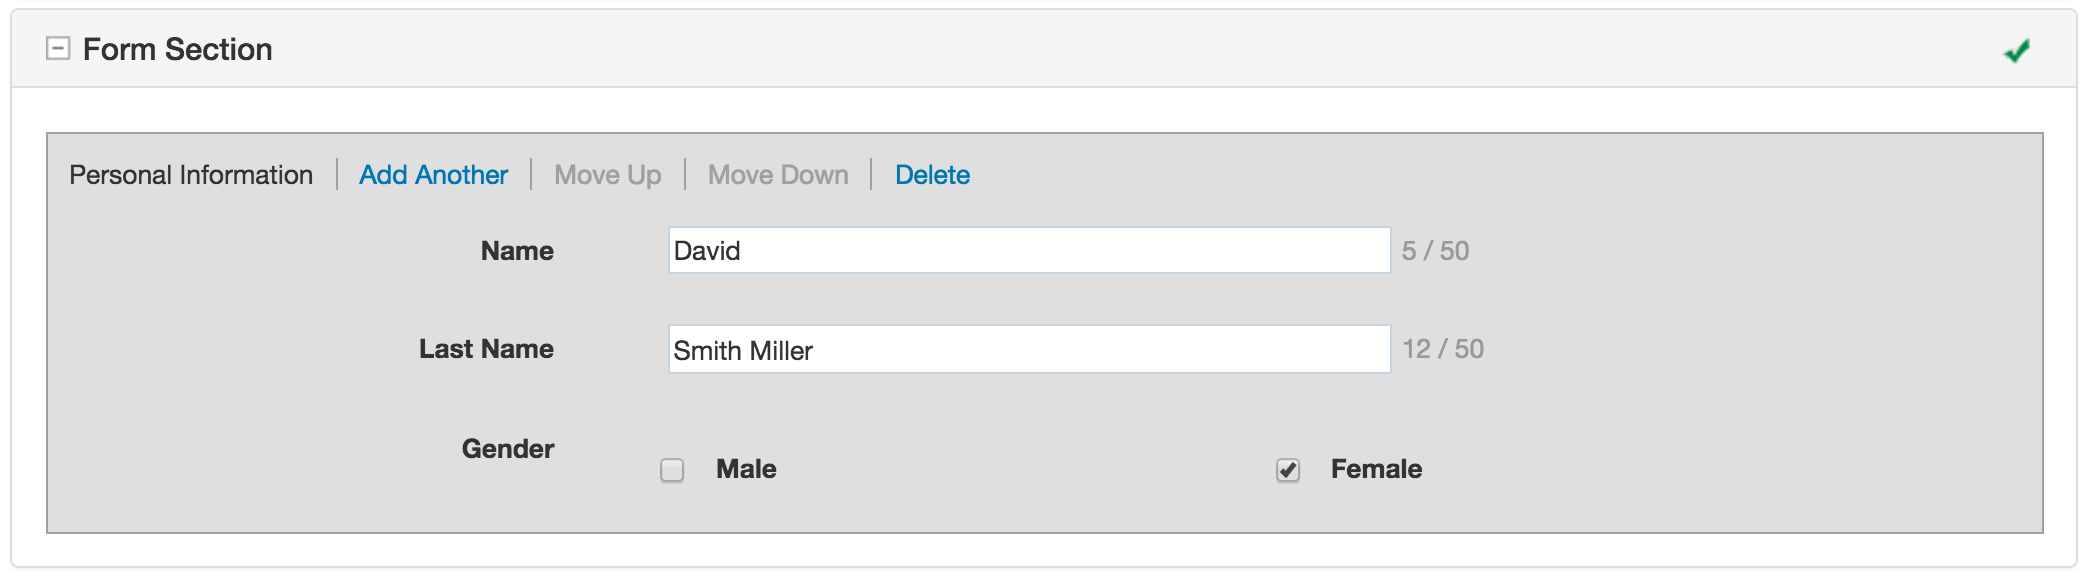 Form Section
Personal Information Add Another Move Up Move Down Delete
Name David 5 / 50
Last Name Smith Miller 12 / 50
Gender Male Female